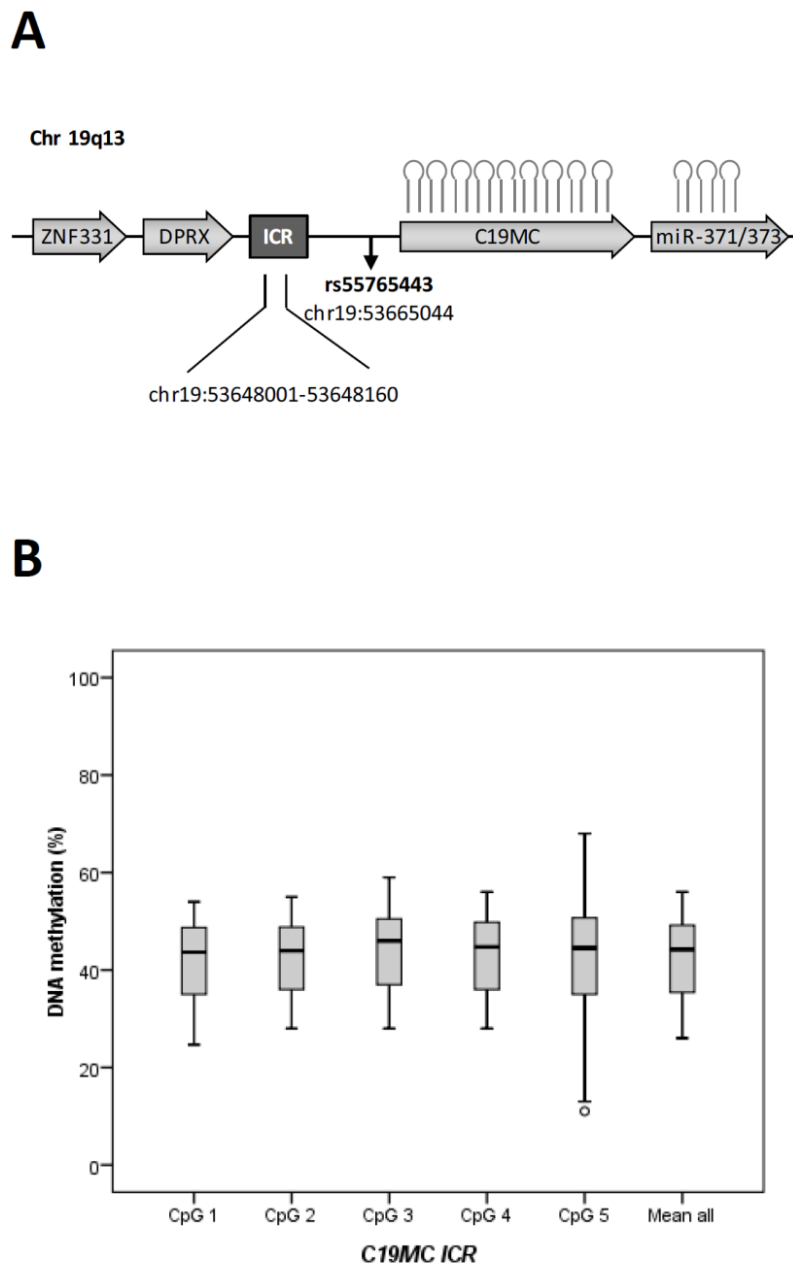 A
Chr 19q13
ZNF331 DPRX ICR C19MC miR-371/373
rs55765443
chr19:53665044
chr19:53648001-53648160
B
DNA methylation (%)
100
80
60
40
20
0
CpG 1 CpG 2 CpG 3 CpG 4 CpG 5 Mean all
C19MC ICR